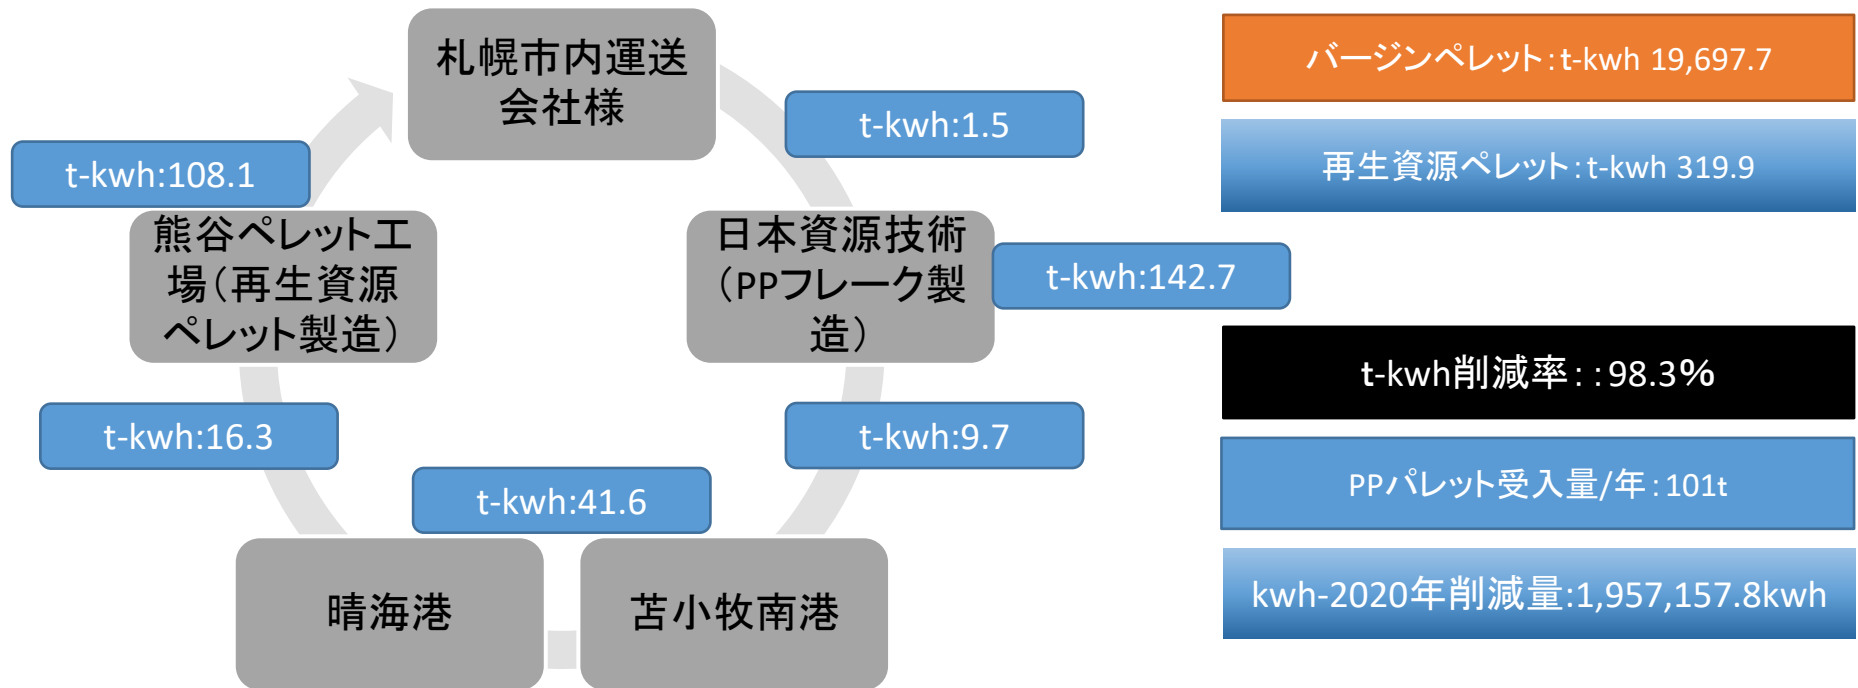 札幌市内運送
会社様
t-kwh:1.5
日本資源技術
（PPフレーク製
造）
t-kwh:142.7
t-kwh:9.7
苫小牧南港
t-kwh:41.6
晴海港
t-kwh:16.3
熊谷ペレット工
場（再生資源
ペレット製造）
t-kwh:108.1
バージンペレット：t-kwh 19,697.7
再生資源ペレット：t-kwh 319.9
t-kwh削減率：：98.3%
PPパレット受入量/年：101t
kwh-2020年削減量:1,957,157.8kwh